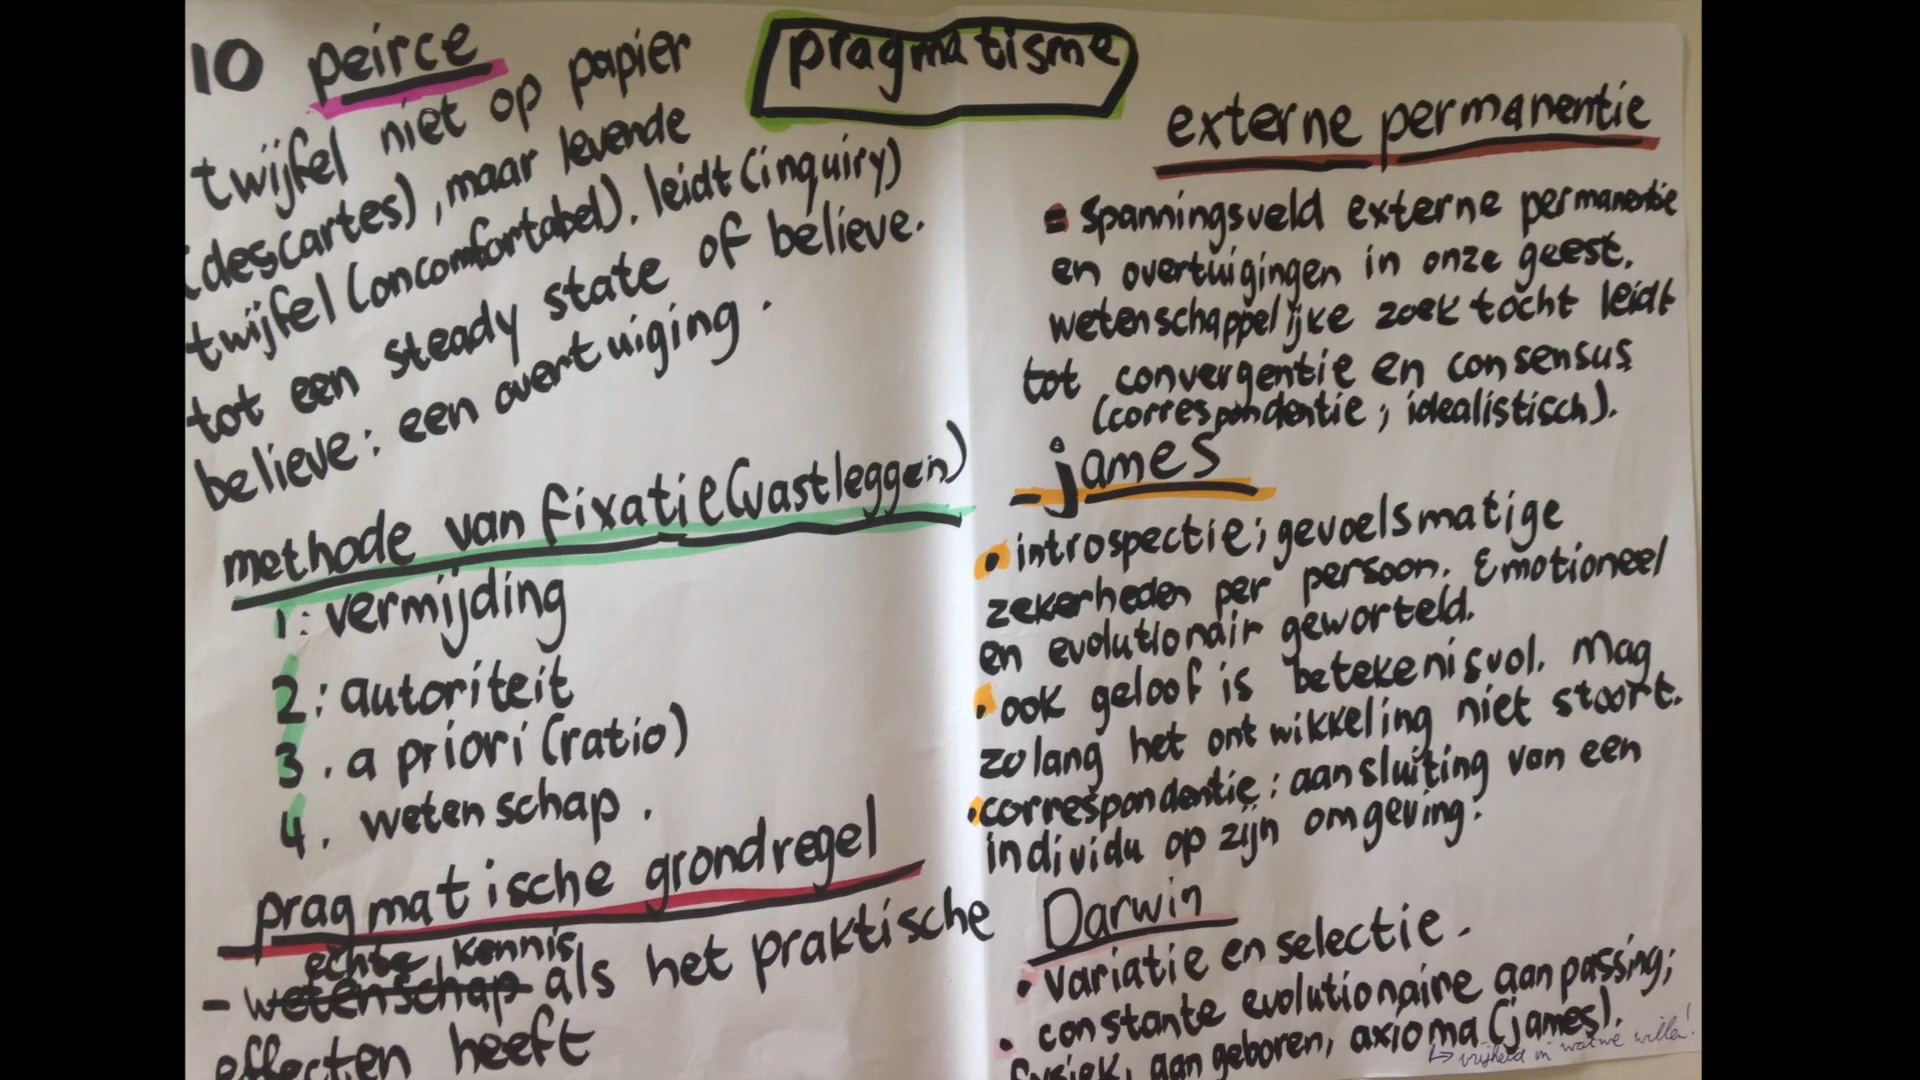 10 peirce
pragmatisme
twijfel niet op papier
(descartes), maar levende
twijfel (oncomfortabel). leidt (inquiry)
tot een steady state of believe.
believe: een overtuiging.
methode van fixatie (vastleggen)
1: vermijding
2: autoriteit
3. a priori (ratio)
4. wetenschap.
pragmatische grondregel
echte kennis
- wetenschap als het praktische
effecten heeft
externe permanentie
= spanningsveld externe permanentie
en overtuigingen in onze geest.
wetenschappelijke zoektocht leidt
tot convergentie en consensus
(correspondentie; idealistisch).
- james
• introspectie; gevoelsmatige
zekerheden per persoon. Emotioneel
en evolutionair geworteld.
• ook geloof is betekenisvol. Mag
zolang het ontwikkeling niet stoort.
• correspondentie: aansluiting van een
individu op zijn omgeving.
Darwin
• variatie en selectie.
• constante evolutionaire aanpassing;
fysiek, aangeboren, axioma (james).
↳ vrijheid in wat we willen!